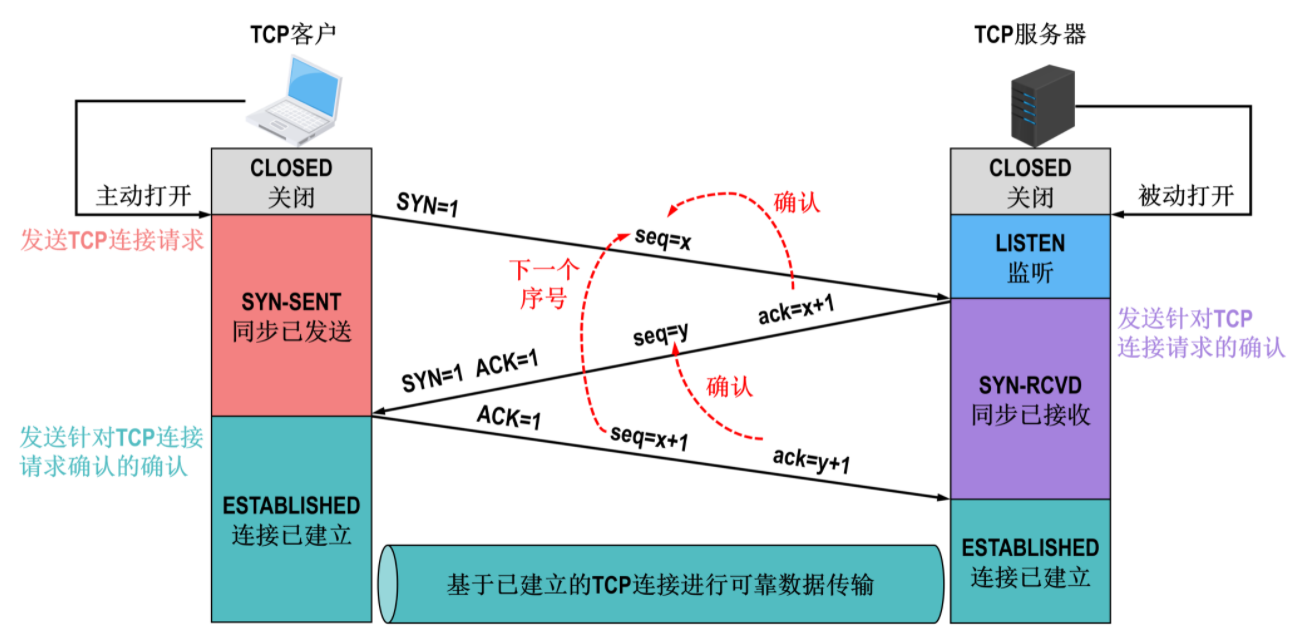 TCP客户
TCP服务器
CLOSED
关闭
CLOSED
关闭
主动打开
被动打开
发送TCP连接请求
SYN=1
seq=x
确认
LISTEN
监听
下一个
序号
SYN-SENT
同步已发送
ack=x+1
seq=y
SYN=1 ACK=1
发送针对TCP
连接请求的确认
确认
SYN-RCVD
同步已接收
ACK=1
seq=x+1
ack=y+1
发送针对TCP连接
请求确认的确认
ESTABLISHED
连接已建立
ESTABLISHED
连接已建立
基于已建立的TCP连接进行可靠数据传输